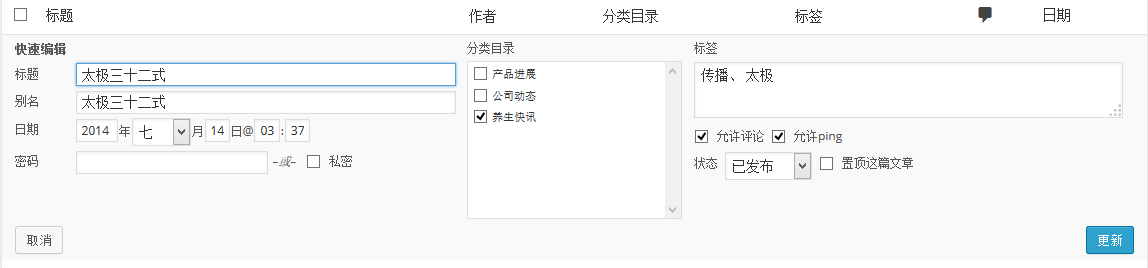 标题 作者 分类目录 标签 日期
快速编辑 分类目录 标签
标题 太极三十二式 产品进展 传播、太极
别名 太极三十二式 公司动态
日期 2014 年 七 月 14 日@ 03 : 37 养生快讯 允许评论 允许ping
密码 –或– 私密 状态 已发布 置顶这篇文章
取消 更新